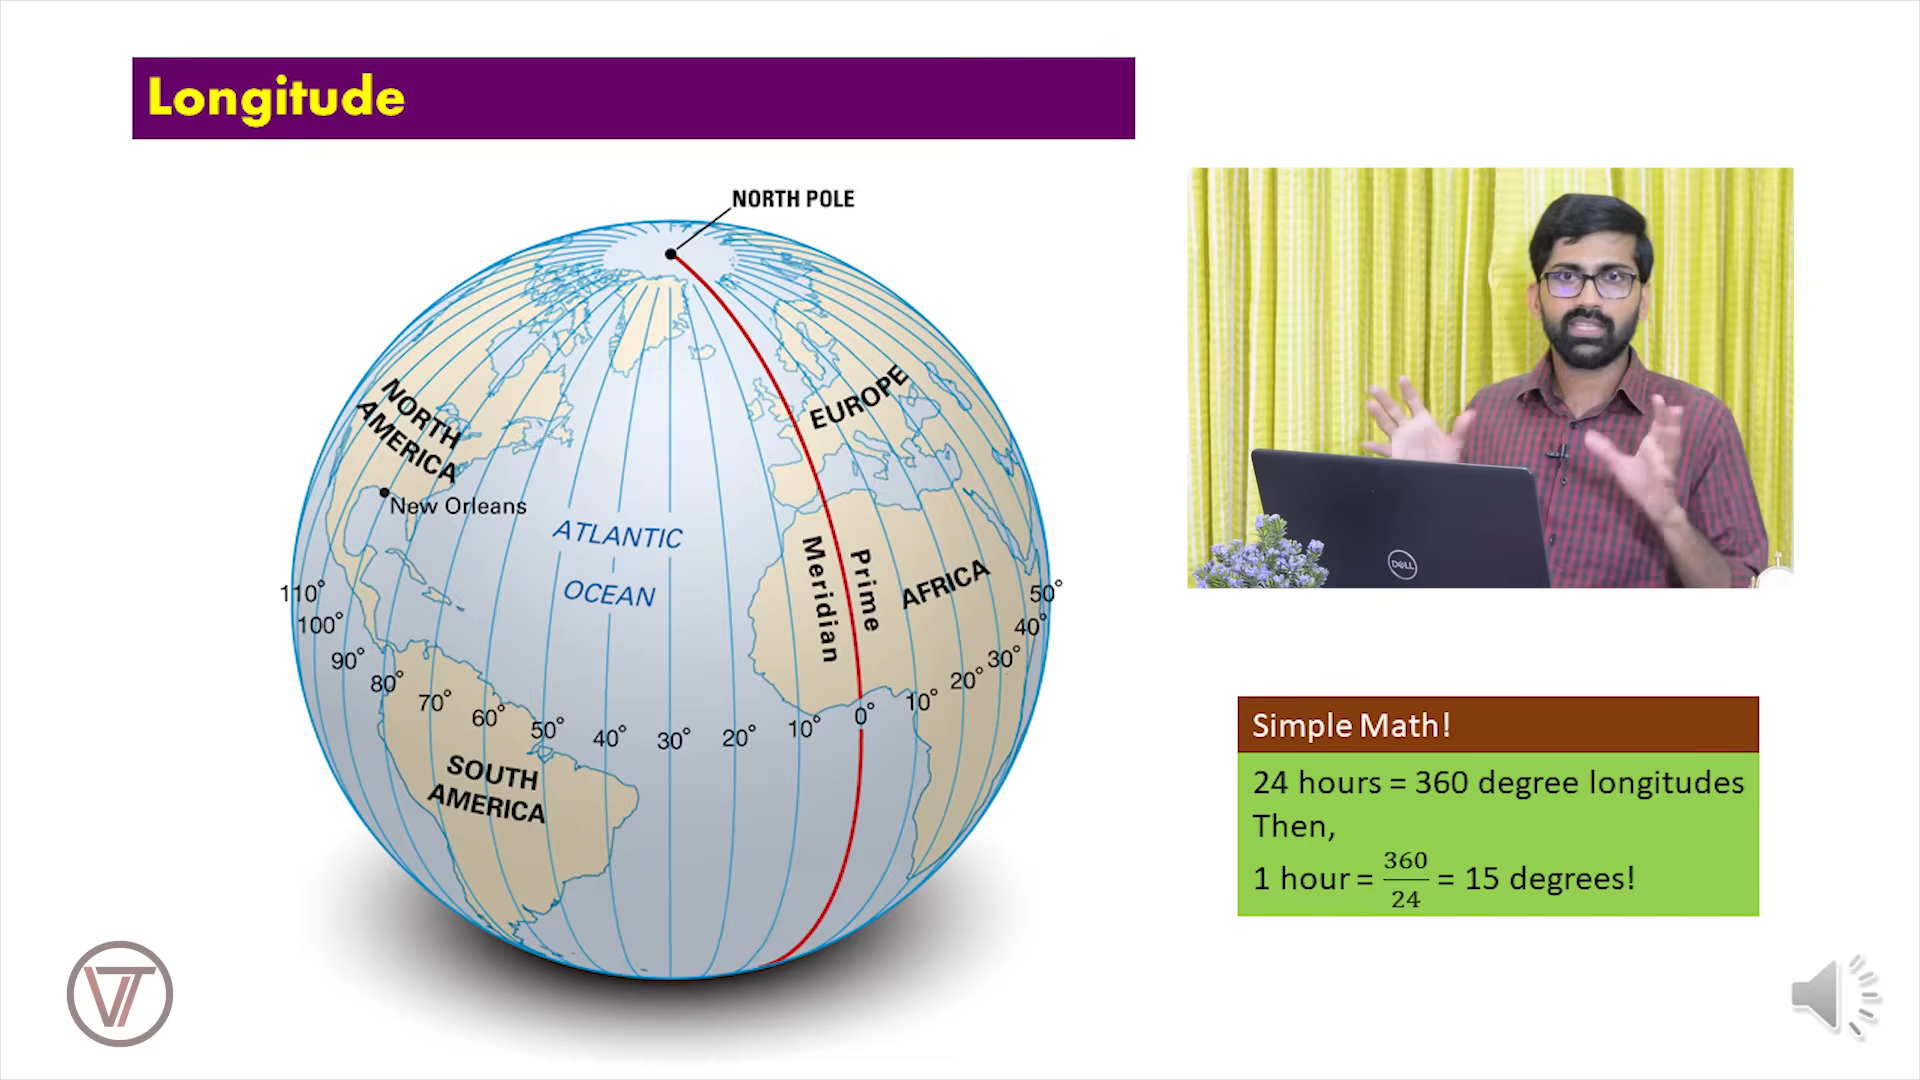 Longitude
NORTH POLE
NORTH
AMERICA
New Orleans
EUROPE
ATLANTIC
OCEAN
Prime
Meridian
AFRICA
110°
100°
90°
80°
70°
60°
50°
40°
30°
20°
10°
0°
10°
20°
30°
40°
50°
SOUTH
AMERICA
DELL
Simple Math!
24 hours = 360 degree longitudes
Then,
1 hour = 360/24 = 15 degrees!
VT